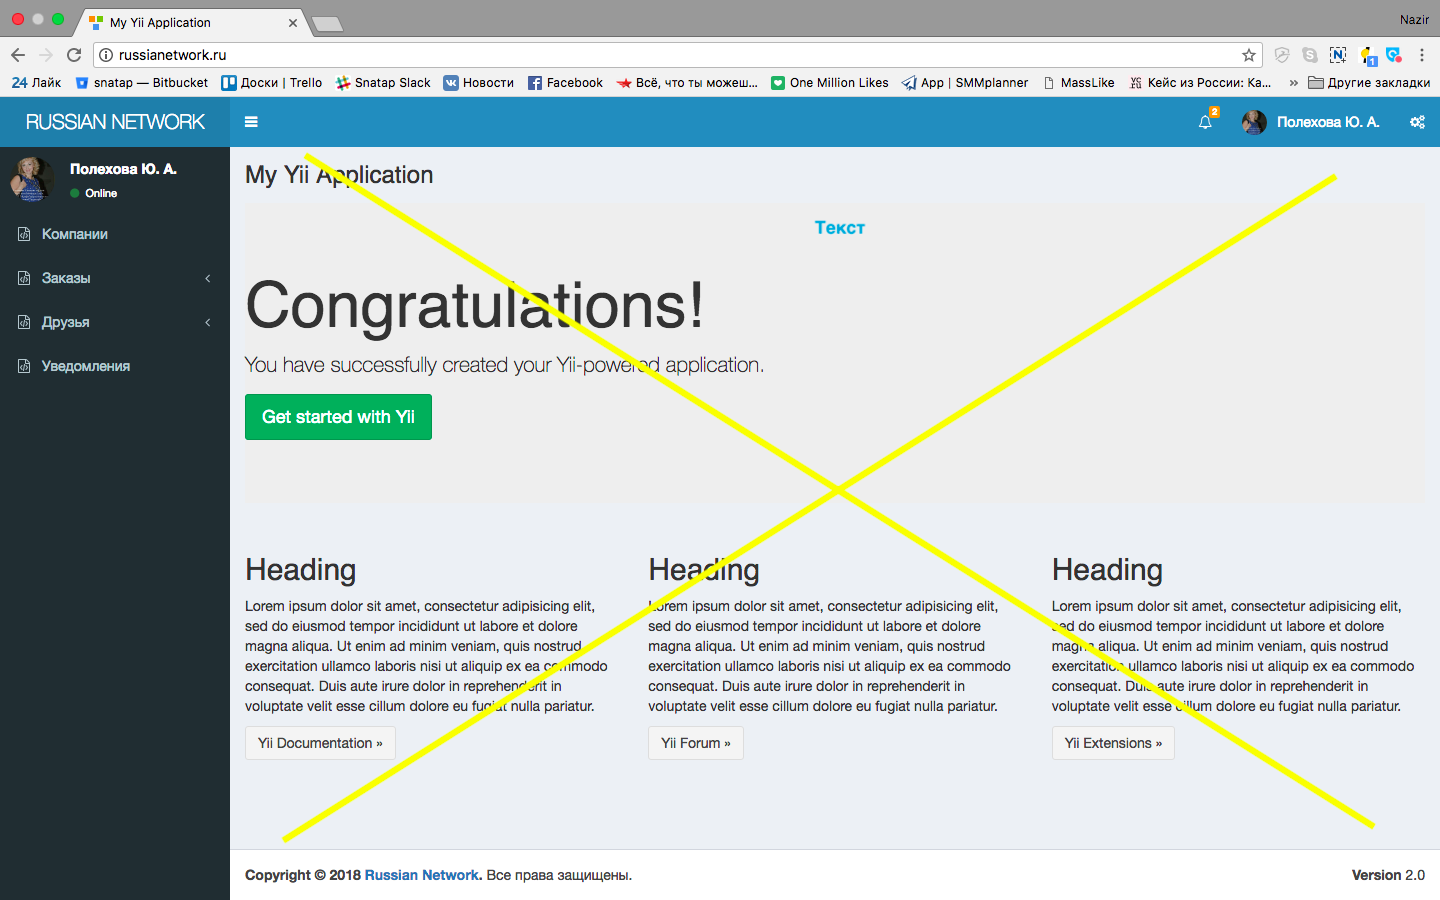 My Yii Application
Nazir
russianetwork.ru
24 Лайк
snatap — Bitbucket
Доски | Trello
Snatap Slack
Новости
Facebook
Всё, что ты можеш...
One Million Likes
App | SMMplanner
MassLike
Кейс из России: Ка...
»
Другие закладки
RUSSIAN NETWORK
2
Полехова Ю. А.
Полехова Ю. А.
Online
Компании
Заказы
Друзья
Уведомления
My Yii Application
Текст
Congratulations!
You have successfully created your Yii-powered application.
Get started with Yii
Heading
Lorem ipsum dolor sit amet, consectetur adipisicing elit,
sed do eiusmod tempor incididunt ut labore et dolore
magna aliqua. Ut enim ad minim veniam, quis nostrud
exercitation ullamco laboris nisi ut aliquip ex ea commodo
consequat. Duis aute irure dolor in reprehenderit in
voluptate velit esse cillum dolore eu fugiat nulla pariatur.
Yii Documentation »
Heading
Lorem ipsum dolor sit amet, consectetur adipisicing elit,
sed do eiusmod tempor incididunt ut labore et dolore
magna aliqua. Ut enim ad minim veniam, quis nostrud
exercitation ullamco laboris nisi ut aliquip ex ea commodo
consequat. Duis aute irure dolor in reprehenderit in
voluptate velit esse cillum dolore eu fugiat nulla pariatur.
Yii Forum »
Heading
Lorem ipsum dolor sit amet, consectetur adipisicing elit,
sed do eiusmod tempor incididunt ut labore et dolore
magna aliqua. Ut enim ad minim veniam, quis nostrud
exercitation ullamco laboris nisi ut aliquip ex ea commodo
consequat. Duis aute irure dolor in reprehenderit in
voluptate velit esse cillum dolore eu fugiat nulla pariatur.
Yii Extensions »
Copyright © 2018 Russian Network. Все права защищены.
Version 2.0